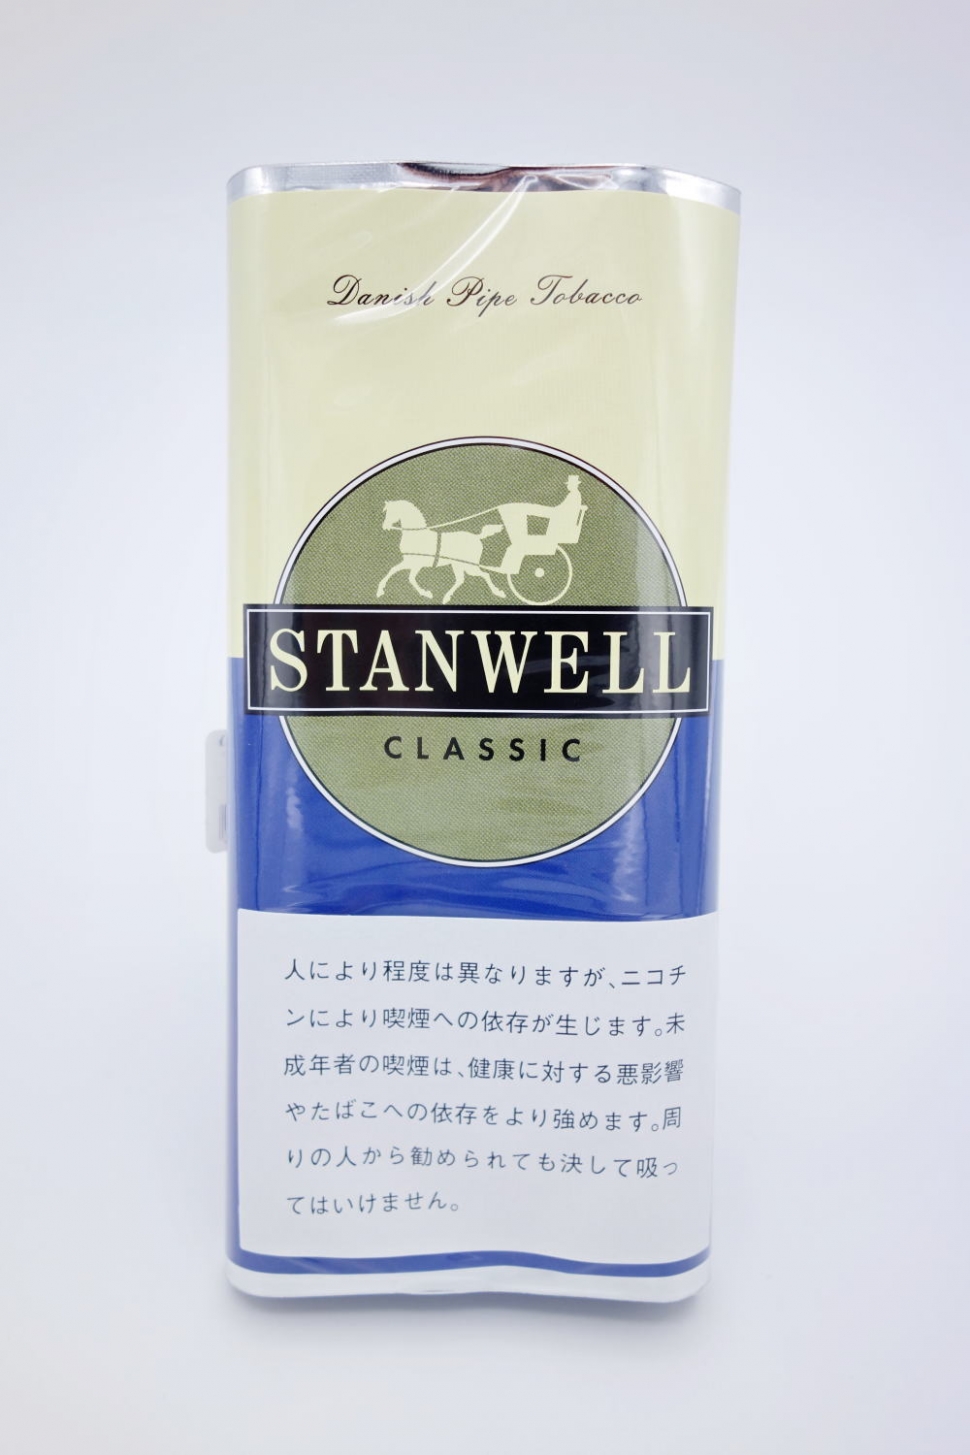 Danish Pipe Tobacco
STANWELL
CLASSIC
人により程度は異なりますが、ニコチ
ンにより喫煙への依存が生じます。未
成年者の喫煙は、健康に対する悪影響
やたばこへの依存をより強めます。周
りの人から勧められても決して吸っ
てはいけません。